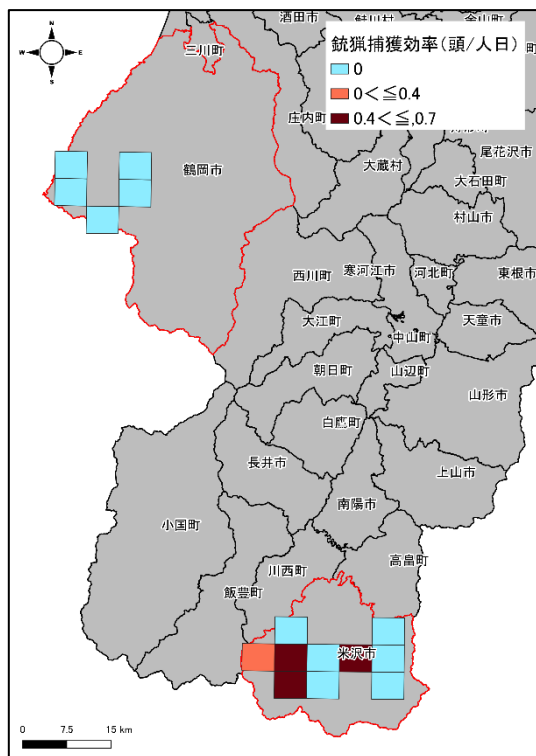 酒田市
鮭川村
金山町
三川町
銃猟捕獲効率(頭/人日)
0
0<≦0.4
0.4<≦,0.7
N
W
E
S
庄内町
尾花沢市
大蔵村
鶴岡市
大石田町
村山市
西川町
寒河江市
河北町
東根市
大江町
天童市
中山町
朝日町
山辺町
山形市
白鷹町
長井市
上山市
南陽市
小国町
高畠町
川西町
飯豊町
米沢市
0
7.5
15 km